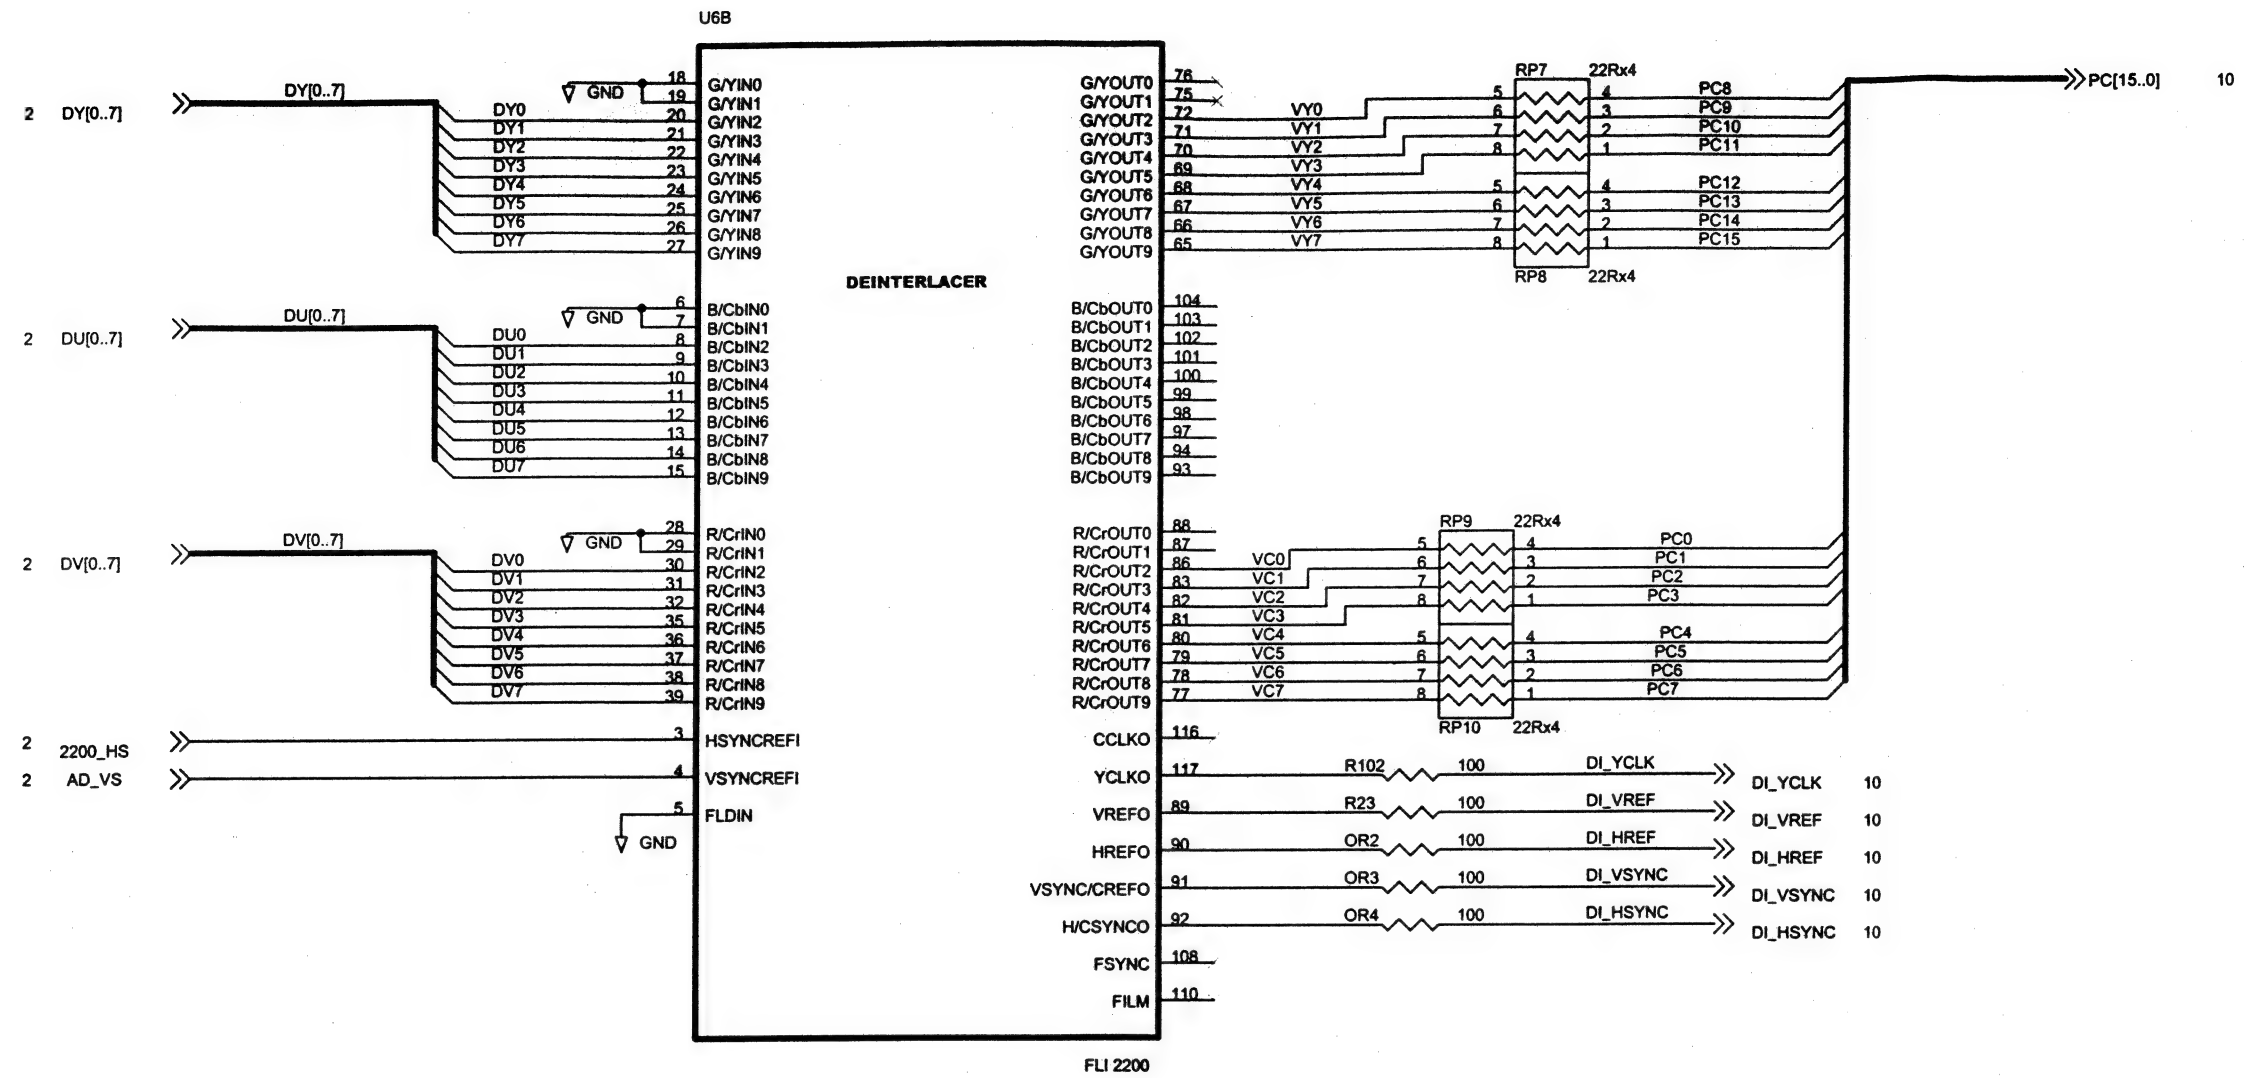 U6B
2 DY[0..7] DY[0..7]
GND
DY0
DY1
DY2
DY3
DY4
DY5
DY6
DY7
18 G/YIN0
19 G/YIN1
20 G/YIN2
21 G/YIN3
22 G/YIN4
23 G/YIN5
24 G/YIN6
25 G/YIN7
26 G/YIN8
27 G/YIN9
2 DU[0..7] DU[0..7]
GND
DU0
DU1
DU2
DU3
DU4
DU5
DU6
DU7
6 B/CbIN0
7 B/CbIN1
8 B/CbIN2
9 B/CbIN3
10 B/CbIN4
11 B/CbIN5
12 B/CbIN6
13 B/CbIN7
14 B/CbIN8
15 B/CbIN9
2 DV[0..7] DV[0..7]
GND
DV0
DV1
DV2
DV3
DV4
DV5
DV6
DV7
28 R/CrIN0
29 R/CrIN1
30 R/CrIN2
31 R/CrIN3
32 R/CrIN4
35 R/CrIN5
36 R/CrIN6
37 R/CrIN7
38 R/CrIN8
39 R/CrIN9
2 2200_HS 3 HSYNCREFI
2 AD_VS 4 VSYNCREFI
5 FLDIN
GND
DEINTERLACER
G/YOUT0 76
G/YOUT1 75
G/YOUT2 72 VY0
G/YOUT3 71 VY1
G/YOUT4 70 VY2
G/YOUT5 69 VY3
G/YOUT6 68 VY4
G/YOUT7 67 VY5
G/YOUT8 66 VY6
G/YOUT9 65 VY7
RP7 22Rx4
5 4 PC8
6 3 PC9
7 2 PC10
8 1 PC11
5 4 PC12
6 3 PC13
7 2 PC14
8 1 PC15
RP8 22Rx4
PC[15..0] 10
B/CbOUT0 104
B/CbOUT1 103
B/CbOUT2 102
B/CbOUT3 101
B/CbOUT4 100
B/CbOUT5 99
B/CbOUT6 98
B/CbOUT7 97
B/CbOUT8 94
B/CbOUT9 93
R/CrOUT0 88
R/CrOUT1 87
R/CrOUT2 86 VC0
R/CrOUT3 83 VC1
R/CrOUT4 82 VC2
R/CrOUT5 81 VC3
R/CrOUT6 80 VC4
R/CrOUT7 79 VC5
R/CrOUT8 78 VC6
R/CrOUT9 77 VC7
RP9 22Rx4
5 4 PC0
6 3 PC1
7 2 PC2
8 1 PC3
5 4 PC4
6 3 PC5
7 2 PC6
8 1 PC7
RP10 22Rx4
CCLKO 116
YCLKO 117 R102 100 DI_YCLK DI_YCLK 10
VREFO 89 R23 100 DI_VREF DI_VREF 10
HREFO 90 OR2 100 DI_HREF DI_HREF 10
VSYNC/CREFO 91 OR3 100 DI_VSYNC DI_VSYNC 10
H/CSYNCO 92 OR4 100 DI_HSYNC DI_HSYNC 10
FSYNC 108
FILM 110
FLI 2200